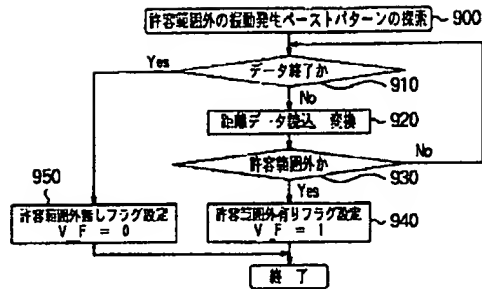 許容範囲外の振動発生ペーストパターンの探索
900
Yes
データ終了か
910
No
距離データ読込 変換
920
許容範囲外か
No
930
950
Yes
許容範囲外無しフラグ設定
V_F = 0
許容範囲外有りフラグ設定
V_F = 1
940
終了